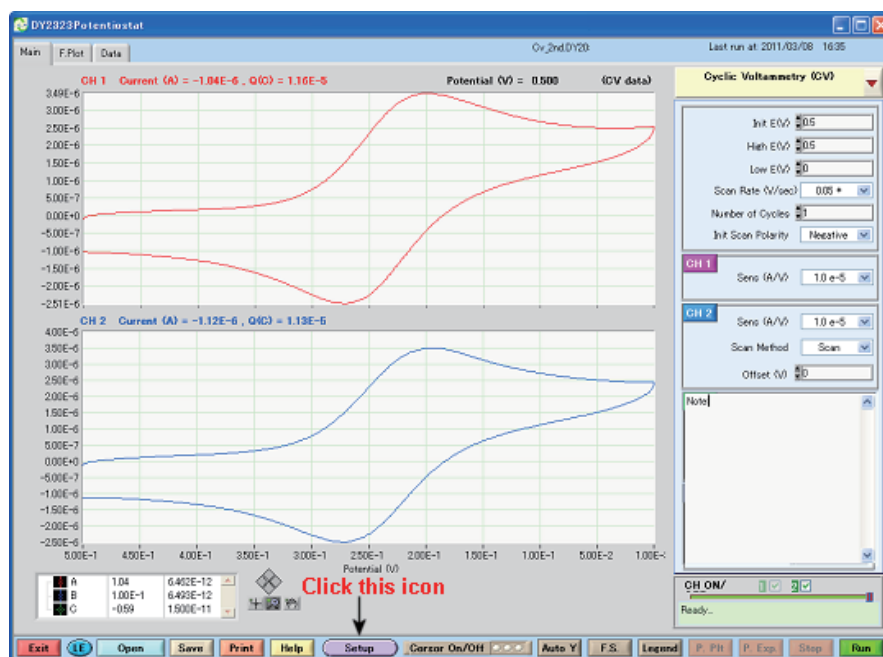 DY2323Potentiostat
Main F.Plot Data Cv_2nd.DY20: Last run at: 2011/03/08 16:35
CH 1 Current (A) = -1.04E-6 , Q(C) = 1.16E-5 Potential (V) = 0.500 (CV data)
3.49E-6
2.50E-6
2.00E-6
1.50E-6
1.00E-6
5.00E-7
0.00E+0
-5.00E-7
-1.00E-6
-1.50E-6
-2.00E-6
-2.51E-6
CH 2 Current (A) = -1.12E-6 , Q(C) = 1.13E-5
4.00E-6
3.50E-6
3.00E-6
2.50E-6
2.00E-6
1.50E-6
1.00E-6
5.00E-7
0.00E+0
-5.00E-7
-1.00E-6
-1.50E-6
-2.00E-6
-2.50E-6
5.00E-1 4.50E-1 4.00E-1 3.50E-1 3.00E-1 2.50E-1 2.00E-1 1.50E-1 1.00E-1 5.00E-2
Potential (V)
Cyclic Voltammetry (CV)
Init E(V) 0.5
High E(V) 0.5
Low E(V) 0
Scan Rate (V/sec) 0.05 *
Number of Cycles 1
Init Scan Polarity Negative
CH 1
Sens (A/V) 1.0 e-5
CH 2
Sens (A/V) 1.0 e-5
Scan Method Scan
Offset (V) 0
Note
A 1.04 6.462E-12
B 1.00E-1 6.493E-12
C -0.59 1.500E-11
Click this icon
CH ON/ 1 2
Ready...
Exit LE Open Save Print Help Setup Corsor On/Off Auto Y F.S. Legend P. Plt P. Exp. Stop Run